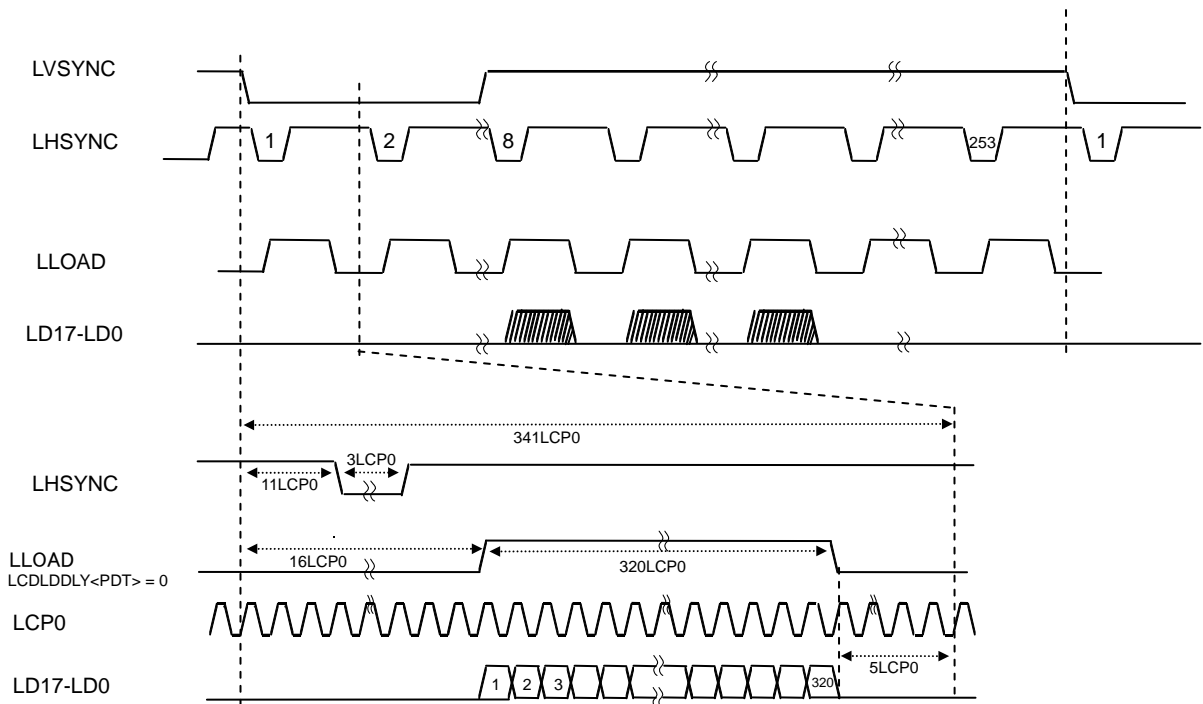 LVSYNC
LHSYNC
1
2
8
253
1
LLOAD
LD17-LD0
341LCP0
LHSYNC
11LCP0
3LCP0
LLOAD
LCDLDDLY<PDT> = 0
16LCP0
320LCP0
LCP0
5LCP0
LD17-LD0
1
2
3
320